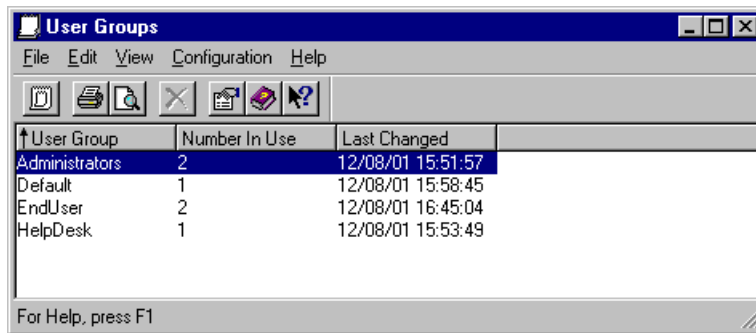 User Groups
File Edit View Configuration Help
User Group Number In Use Last Changed
Administrators 2 12/08/01 15:51:57
Default 1 12/08/01 15:58:45
EndUser 2 12/08/01 16:45:04
HelpDesk 1 12/08/01 15:53:49
For Help, press F1